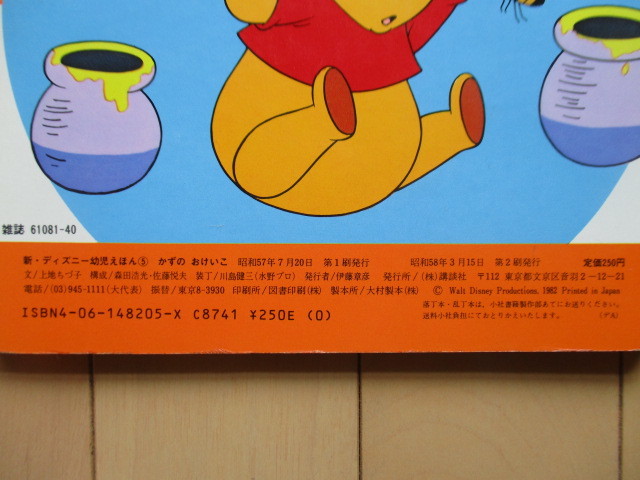 雑誌 61081-40
新・ディズニー幼児えほん⑤ かずの おけいこ 昭和57年7月20日 第1刷発行 昭和58年3月15日 第2刷発行 定価250円
文/上地ちづ子 構成/森田浩光・佐藤悦夫 装丁/川島健三(水野プロ) 発行者/伊藤章彦 発行所/(株)講談社 〒112 東京都文京区音羽2-12-21
電話/(03)945-1111(大代表) 振替/東京8-3930 印刷所/図書印刷(株) 製本所/大村製本(株) Ⓒ Walt Disney Productions, 1982 Printed in Japan
ISBN4-06-148205-X C8741 ¥250E (0)
落丁本・乱丁本は、小社書籍製作部あてにお送りください。
送料小社負担にておとりかえいたします。 (デス)